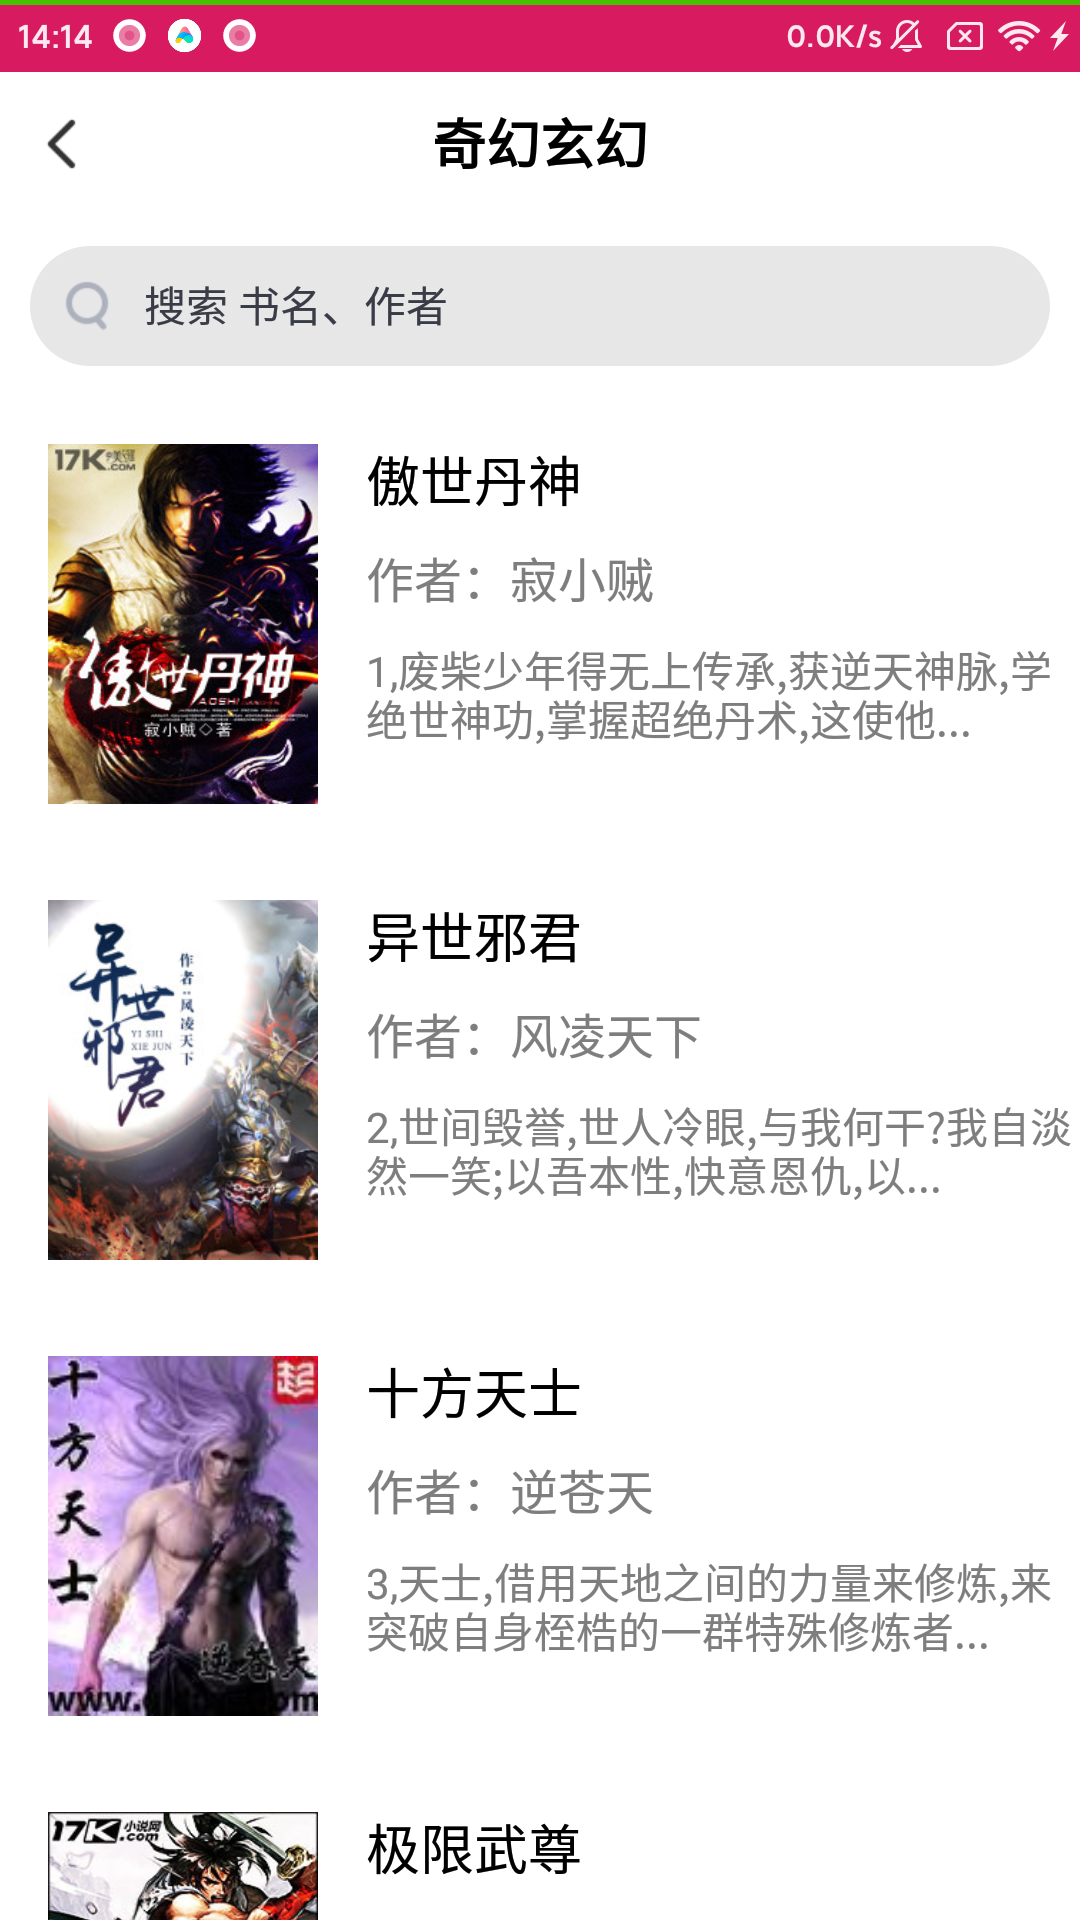 14:14
0.0K/s
奇幻玄幻
搜索 书名、作者
17K
.COM
傲世丹神
AOSHI
寂小贼◇著
傲世丹神
作者：寂小贼
1,废柴少年得无上传承,获逆天神脉,学
绝世神功,掌握超绝丹术,这使他...
异世邪君
作者:风凌天下
YI SHI
XIE JUN
异世邪君
作者：风凌天下
2,世间毁誉,世人冷眼,与我何干?我自淡
然一笑;以吾本性,快意恩仇,以...
十方天士
起
逆苍天
十方天士
作者：逆苍天
3,天士,借用天地之间的力量来修炼,来
突破自身桎梏的一群特殊修炼者...
17K小说网
.com
极限武尊